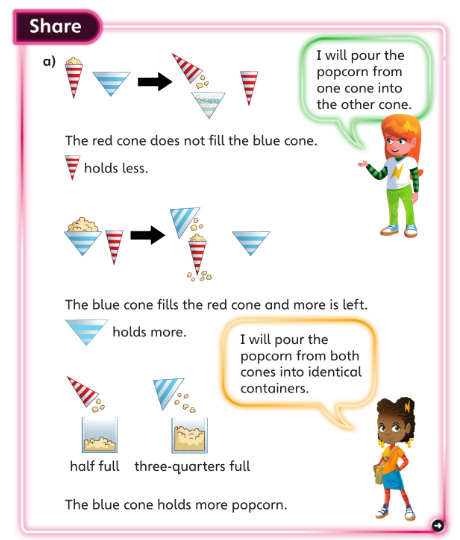 Share
a)
I will pour the
popcorn from
one cone into
the other cone.
The red cone does not fill the blue cone.
holds less.
The blue cone fills the red cone and more is left.
holds more.
I will pour the
popcorn from both
cones into identical
containers.
half full three-quarters full
The blue cone holds more popcorn.